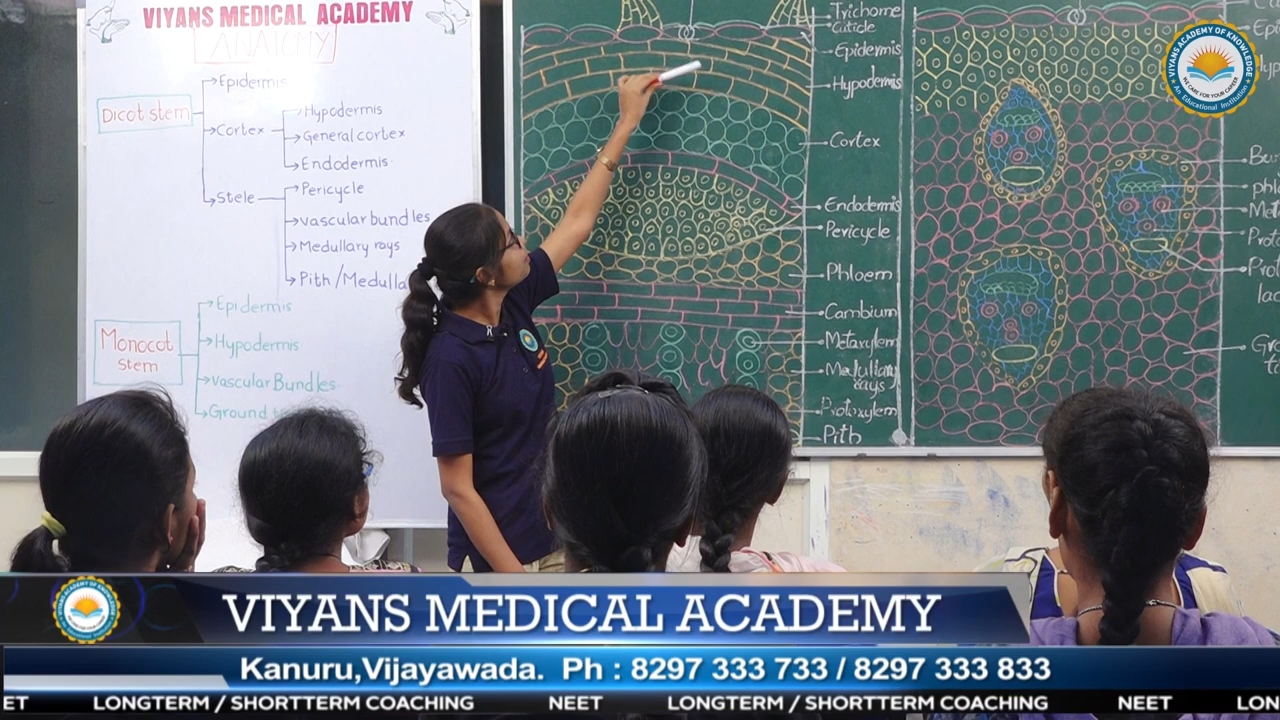 VIYANS MEDICAL ACADEMY
ANATOMY
Dicot stem
Epidermis
Cortex
Hypodermis
General cortex
Endodermis
Stele
Pericycle
vascular bundles
Medullary rays
Pith / Medulla
Monocot
stem
Epidermis
Hypodermis
vascular Bundles
Ground
Trichome
Cuticle
Epidermis
Hypodermis
Cortex
Endodermis
Pericycle
Phloem
Cambium
Metaxylem
Medullary
rays
Protoxylem
Pith
VIYANS ACADEMY OF KNOWLEDGE
WE CARE FOR YOUR CAREER
An Educational Institution
VIYANS MEDICAL ACADEMY
Kanuru,Vijayawada. Ph : 8297 333 733 / 8297 333 833
ET LONGTERM / SHORTTERM COACHING NEET LONGTERM / SHORTTERM COACHING NEET LON